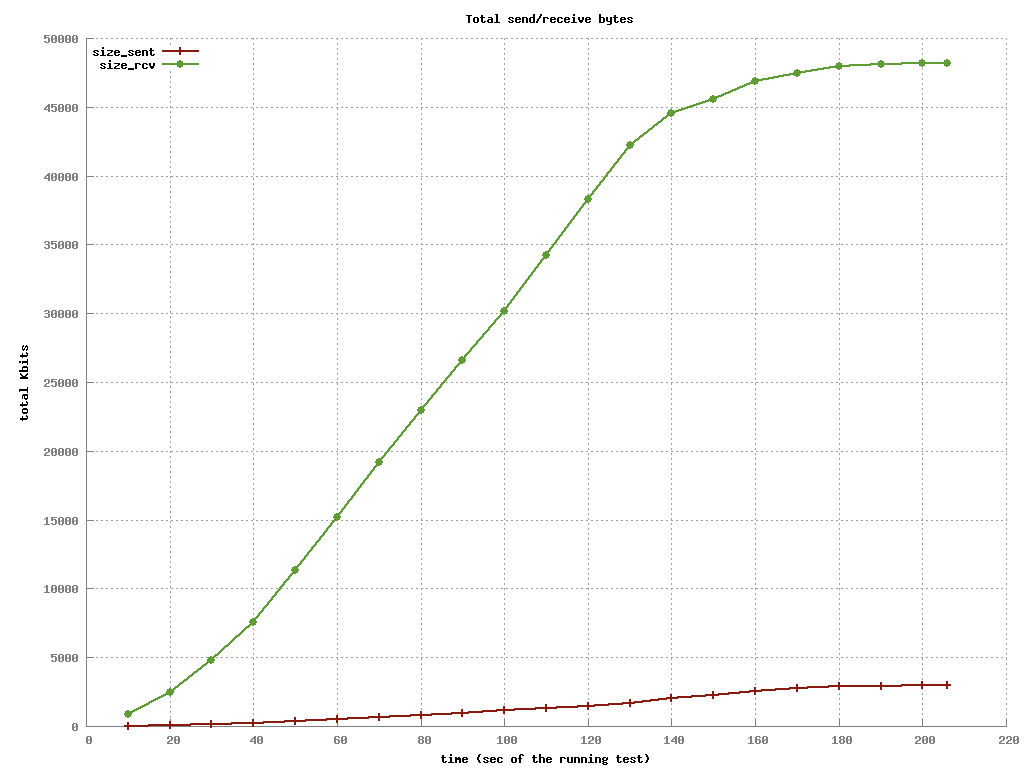 Total send/receive bytes
size_sent
size_rcv
50000
45000
40000
35000
30000
25000
20000
15000
10000
5000
0
total Kbits
0 20 40 60 80 100 120 140 160 180 200 220
time (sec of the running test)